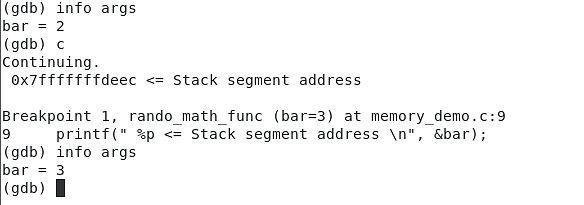 (gdb) info args
bar = 2
(gdb) c
Continuing.
 0x7fffffffdeec <= Stack segment address

Breakpoint 1, rando_math_func (bar=3) at memory_demo.c:9
9     printf(" %p <= Stack segment address \n", &bar);
(gdb) info args
bar = 3
(gdb)